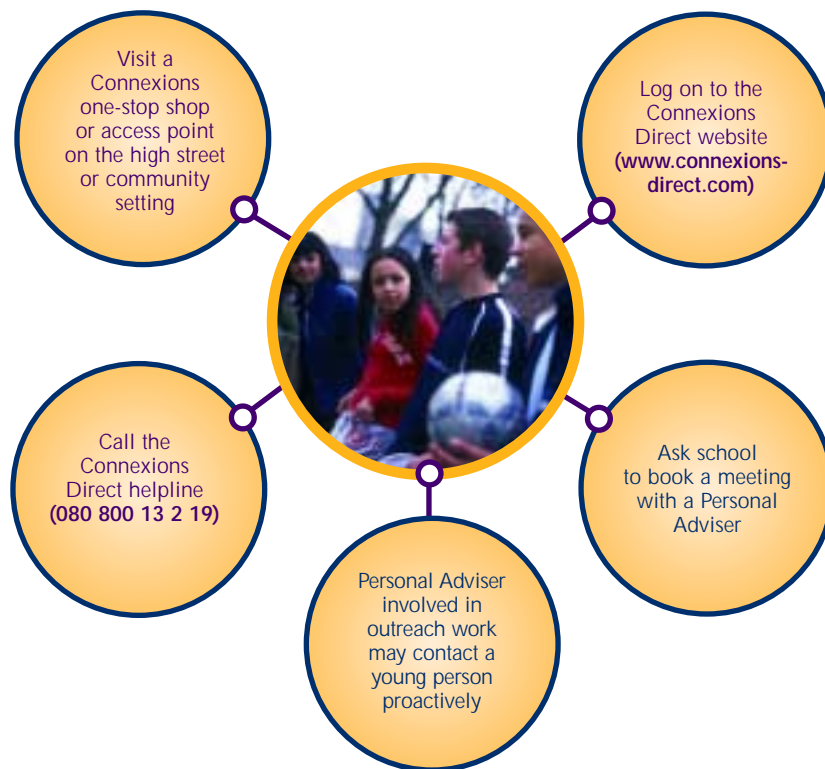 Visit a
Connexions
one-stop shop
or access point
on the high street
or community
setting
Log on to the
Connexions
Direct website
(www.connexions-
direct.com)
Call the
Connexions
Direct helpline
(080 800 13 2 19)
Ask school
to book a meeting
with a Personal
Adviser
Personal Adviser
involved in
outreach work
may contact a
young person
proactively